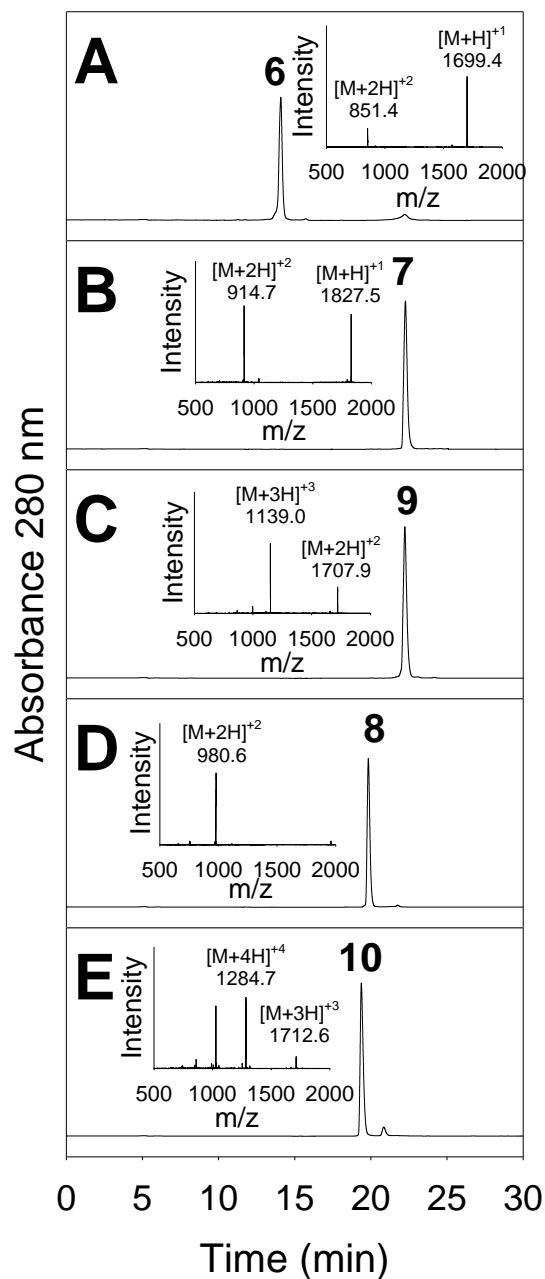 Absorbance 280 nm
A
6
Intensity
[M+2H]+2
851.4
[M+H]+1
1699.4
500 1000 1500 2000
m/z
B
7
Intensity
[M+2H]+2
914.7
[M+H]+1
1827.5
500 1000 1500 2000
m/z
C
9
Intensity
[M+3H]+3
1139.0
[M+2H]+2
1707.9
500 1000 1500 2000
m/z
D
8
Intensity
[M+2H]+2
980.6
500 1000 1500 2000
m/z
E
10
Intensity
[M+4H]+4
1284.7
[M+3H]+3
1712.6
500 1000 1500 2000
m/z
0 5 10 15 20 25 30
Time (min)